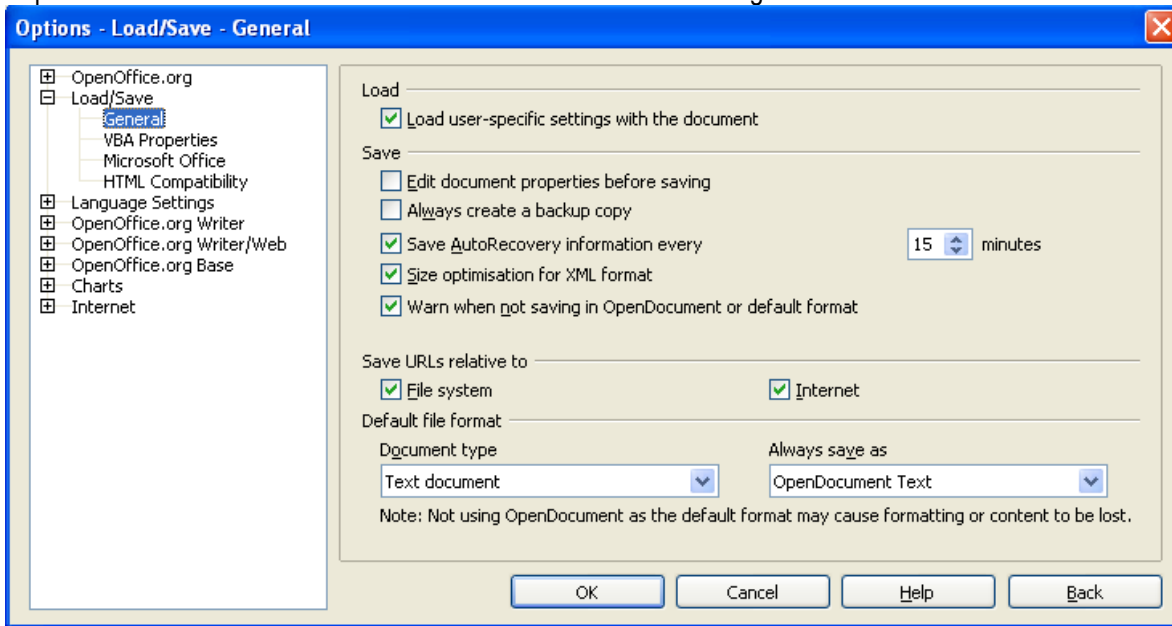 Options - Load/Save - General
OpenOffice.org
Load/Save
General
VBA Properties
Microsoft Office
HTML Compatibility
Language Settings
OpenOffice.org Writer
OpenOffice.org Writer/Web
OpenOffice.org Base
Charts
Internet
Load
Load user-specific settings with the document
Save
Edit document properties before saving
Always create a backup copy
Save AutoRecovery information every 15 minutes
Size optimisation for XML format
Warn when not saving in OpenDocument or default format
Save URLs relative to
File system Internet
Default file format
Document type Always save as
Text document OpenDocument Text
Note: Not using OpenDocument as the default format may cause formatting or content to be lost.
OK Cancel Help Back